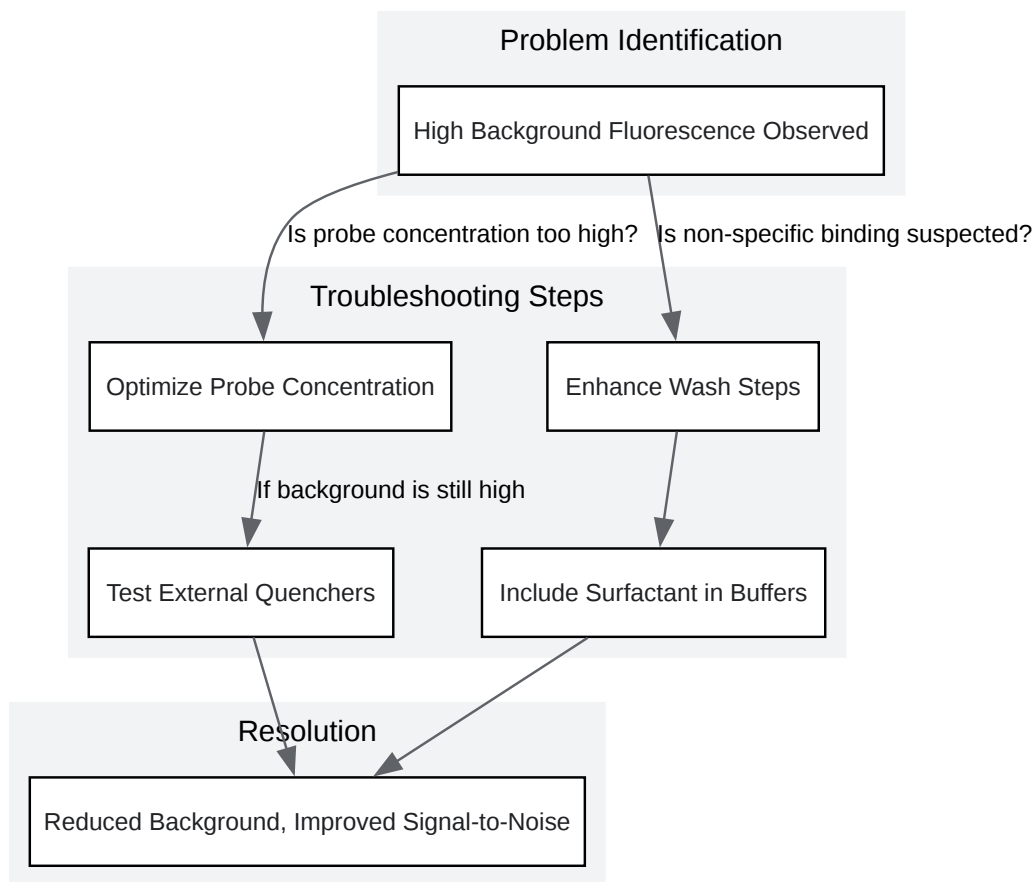 Problem Identification
High Background Fluorescence Observed
Is probe concentration too high?
Is non-specific binding suspected?
Troubleshooting Steps
Optimize Probe Concentration
Enhance Wash Steps
If background is still high
Test External Quenchers
Include Surfactant in Buffers
Resolution
Reduced Background, Improved Signal-to-Noise